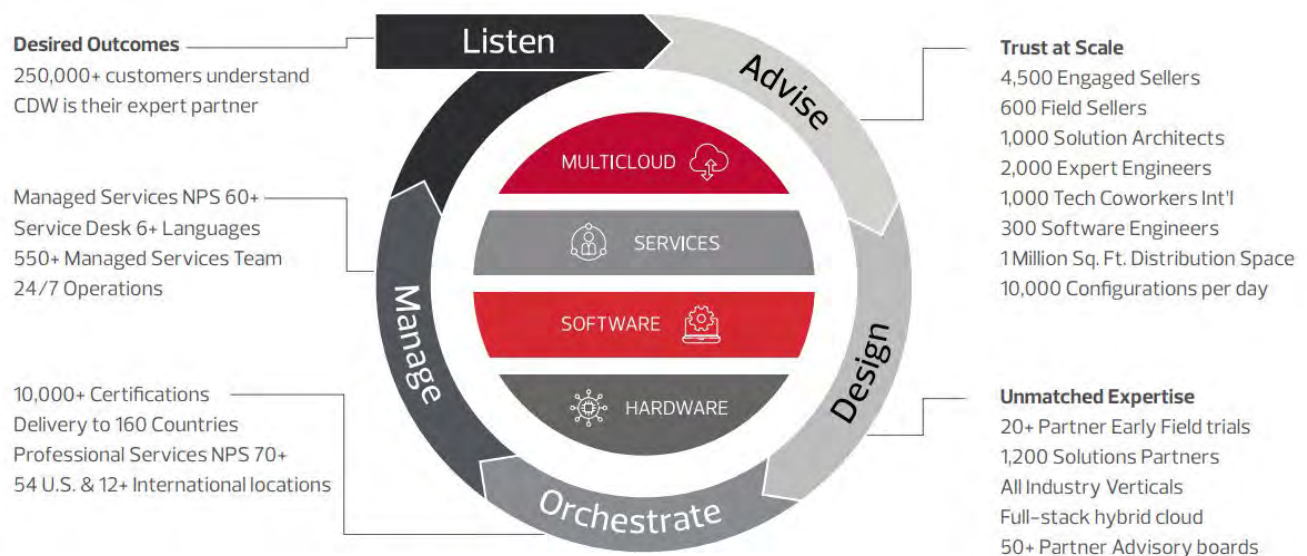 Listen
Advise
Design
Orchestrate
Manage
MULTICLOUD
SERVICES
SOFTWARE
HARDWARE
Desired Outcomes
250,000+ customers understand
CDW is their expert partner
Managed Services NPS 60+
Service Desk 6+ Languages
550+ Managed Services Team
24/7 Operations
10,000+ Certifications
Delivery to 160 Countries
Professional Services NPS 70+
54 U.S. & 12+ International locations
Trust at Scale
4,500 Engaged Sellers
600 Field Sellers
1,000 Solution Architects
2,000 Expert Engineers
1,000 Tech Coworkers Int'l
300 Software Engineers
1 Million Sq. Ft. Distribution Space
10,000 Configurations per day
Unmatched Expertise
20+ Partner Early Field trials
1,200 Solutions Partners
All Industry Verticals
Full-stack hybrid cloud
50+ Partner Advisory boards